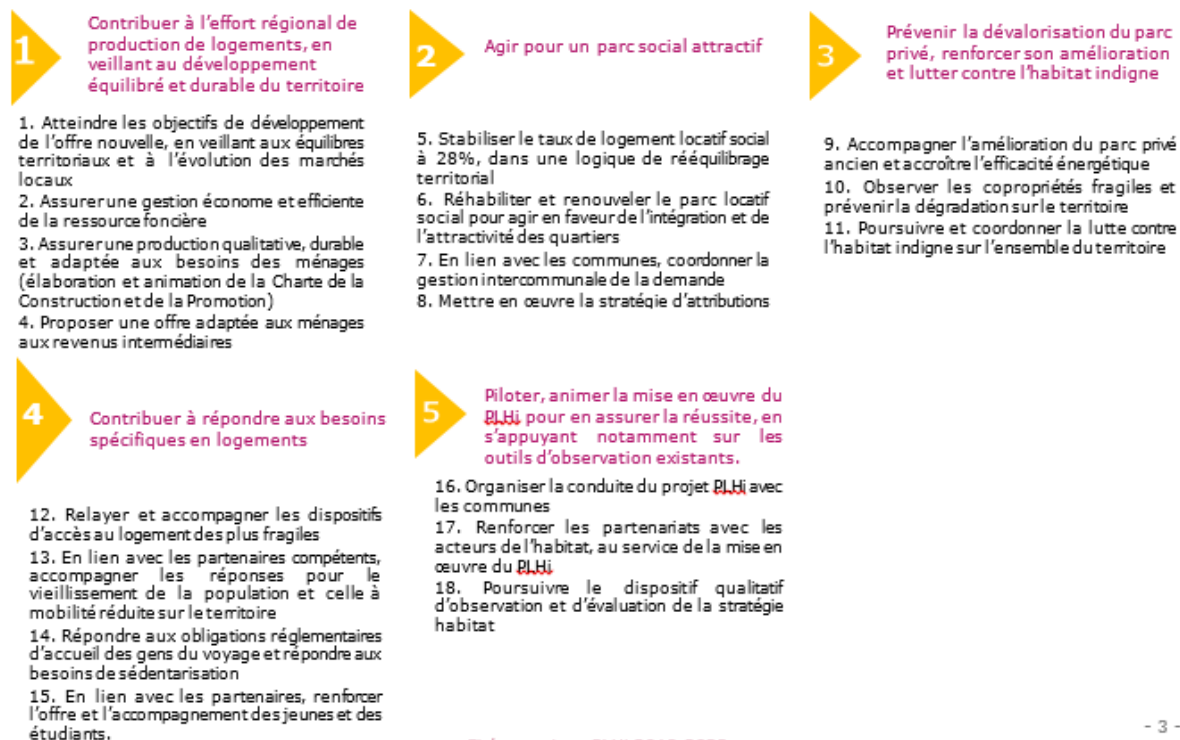 1
Contribuer à l'effort régional de
production de logements, en
veillant au développement
équilibré et durable du territoire
1. Atteindre les objectifs de développement
de l'offre nouvelle, en veillant aux équilibres
territoriaux et à l'évolution des marchés
locaux
2. Assurer une gestion économe et efficiente
de la ressource foncière
3. Assurer une production qualitative, durable
et adaptée aux besoins des ménages
(élaboration et animation de la Charte de la
Construction et de la Promotion)
4. Proposer une offre adaptée aux ménages
aux revenus intermédiaires
2
Agir pour un parc social attractif
5. Stabiliser le taux de logement locatif social
à 28%, dans une logique de rééquilibrage
territorial
6. Réhabiliter et renouveler le parc locatif
social pour agir en faveur de l'intégration et de
l'attractivité des quartiers
7. En lien avec les communes, coordonner la
gestion intercommunale de la demande
8. Mettre en œuvre la stratégie d'attributions
3
Prévenir la dévalorisation du parc
privé, renforcer son amélioration
et lutter contre l'habitat indigne
9. Accompagner l'amélioration du parc privé
ancien et accroître l'efficacité énergétique
10. Observer les copropriétés fragiles et
prévenir la dégradation sur le territoire
11. Poursuivre et coordonner la lutte contre
l'habitat indigne sur l'ensemble du territoire
4
Contribuer à répondre aux besoins
spécifiques en logements
12. Relayer et accompagner les dispositifs
d'accès au logement des plus fragiles
13. En lien avec les partenaires compétents,
accompagner les réponses pour le
vieillissement de la population et celle à
mobilité réduite sur le territoire
14. Répondre aux obligations réglementaires
d'accueil des gens du voyage et répondre aux
besoins de sédentarisation
15. En lien avec les partenaires, renforcer
l'offre et l'accompagnement des jeunes et des
étudiants.
5
Piloter, animer la mise en œuvre du
PLHi pour en assurer la réussite, en
s'appuyant notamment sur les
outils d'observation existants.
16. Organiser la conduite du projet PLHi avec
les communes
17. Renforcer les partenariats avec les
acteurs de l'habitat, au service de la mise en
œuvre du PLHi
18. Poursuivre le dispositif qualitatif
d'observation et d'évaluation de la stratégie
habitat
- 3 -